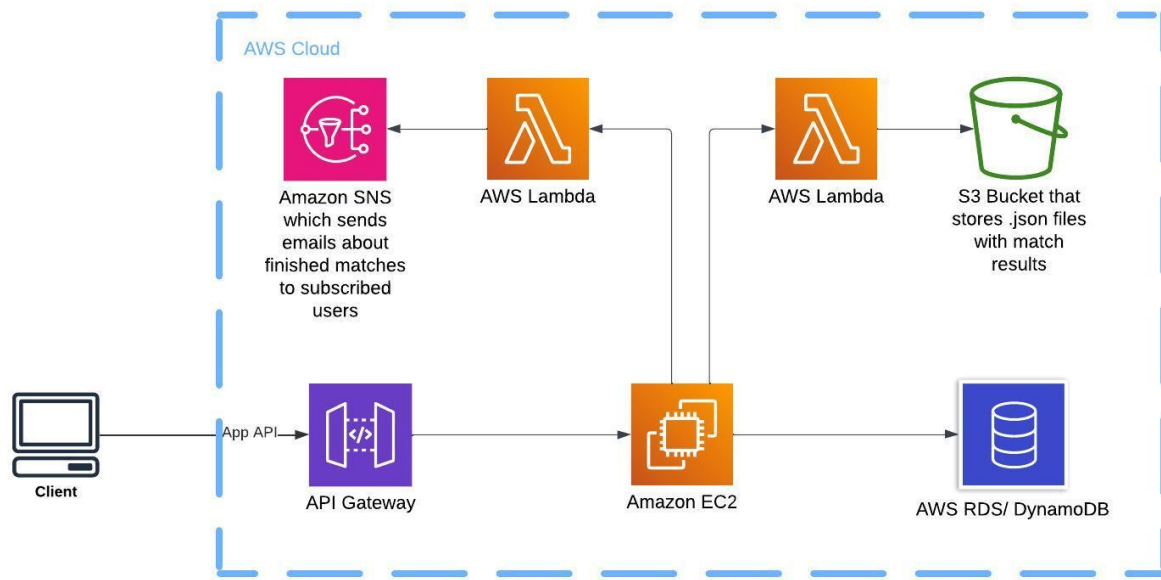 AWS Cloud
Amazon SNS
which sends
emails about
finished matches
to subscribed
users
AWS Lambda
AWS Lambda
S3 Bucket that
stores .json files
with match
results
Client
App API
API Gateway
Amazon EC2
AWS RDS/ DynamoDB